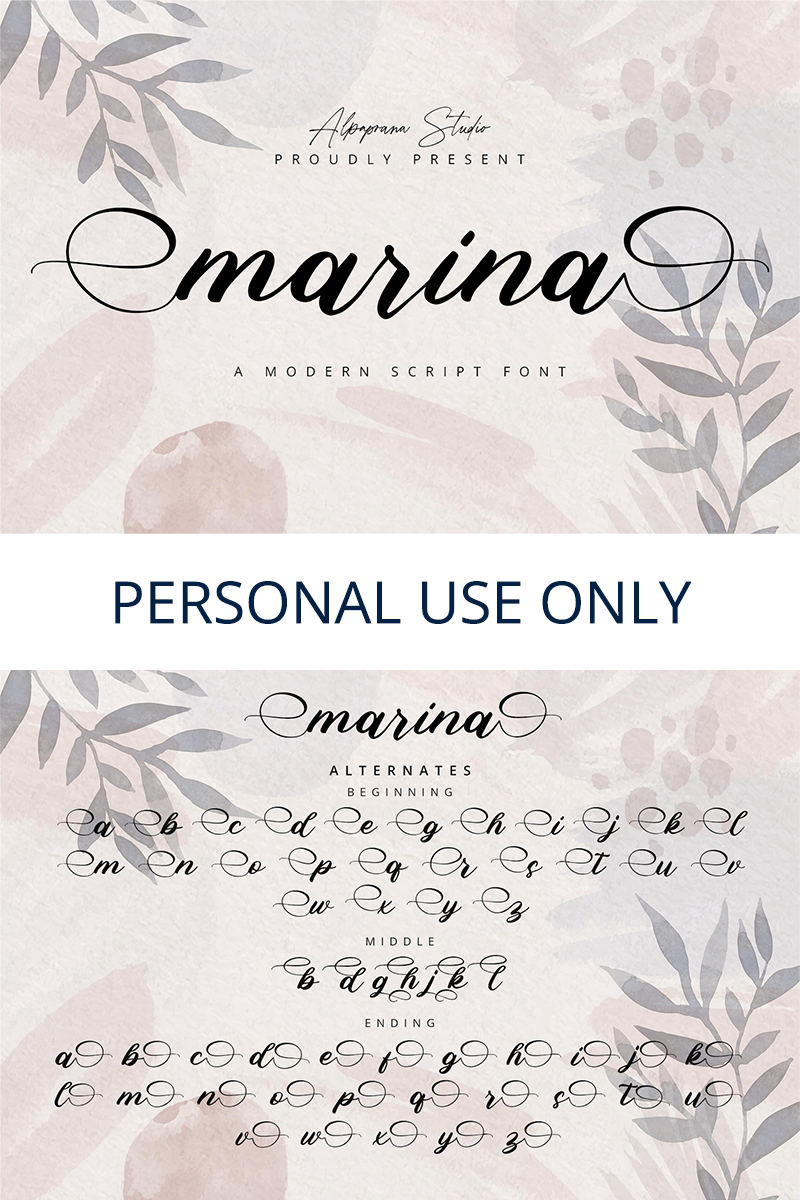 Alpaprana Studio
PROUDLY PRESENT
marina
A MODERN SCRIPT FONT
PERSONAL USE ONLY
marina
ALTERNATES
BEGINNING
a b c d e g h i j k l
m n o p q r s t u v
w x y z
MIDDLE
b d g h j k l
ENDING
a b c d e f g h i j k
l m n o p q r s t u
v w x y z